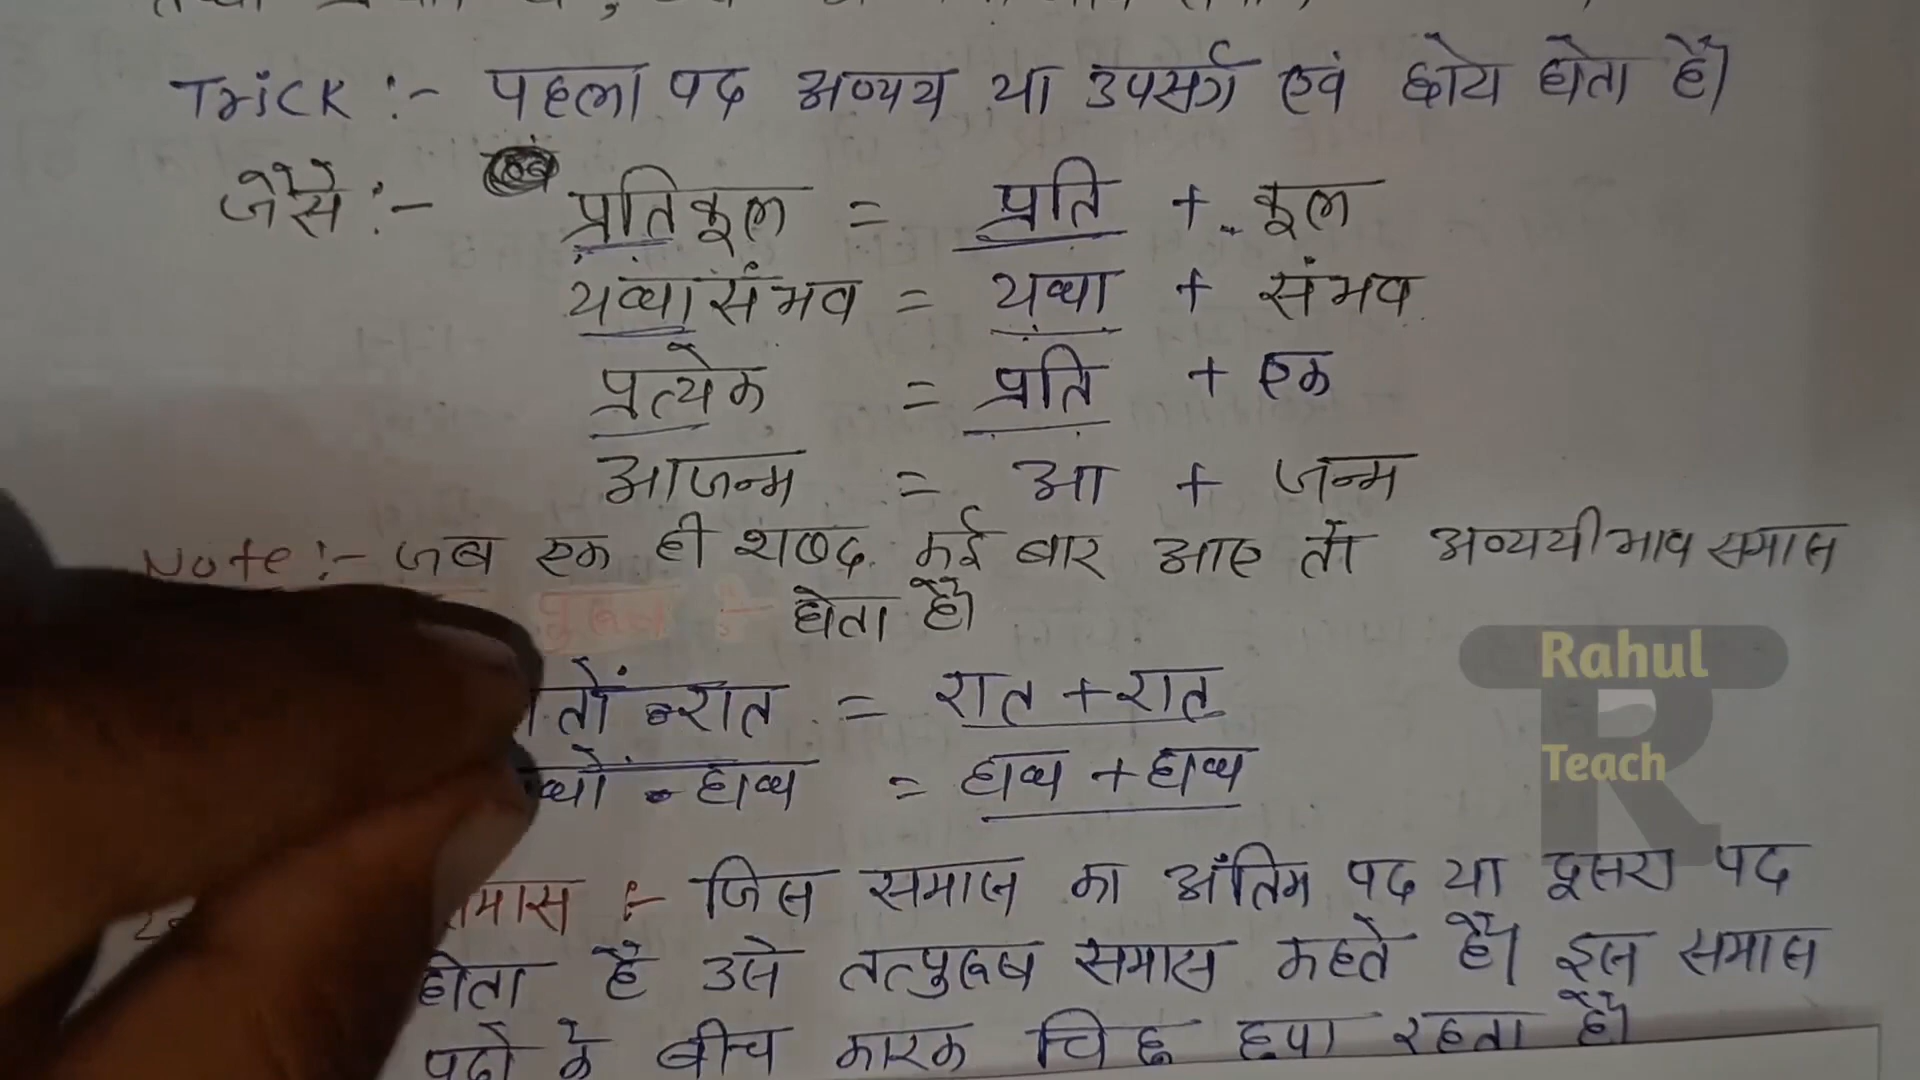 Trick :- पहला पद अव्यय या उपसर्ग एवं छोटा होता है।
जैसे :- प्रतिकूल = प्रति + कूल
यथासंभव = यथा + संभव
प्रत्येक = प्रति + एक
आजन्म = आ + जन्म
Note :- जब एक ही शब्द कई बार आए तो अव्ययीभाव समास
होता है।
तों रात = रात + रात
थों - हाथ = हाथ + हाथ
मास :- जिस समास का अंतिम पद या दूसरा पद
होता है उसे तत्पुरूष समास कहते है। इस समास
पदों के बीच कारक चिह्न छुपा रहता है।
Rahul
Teach